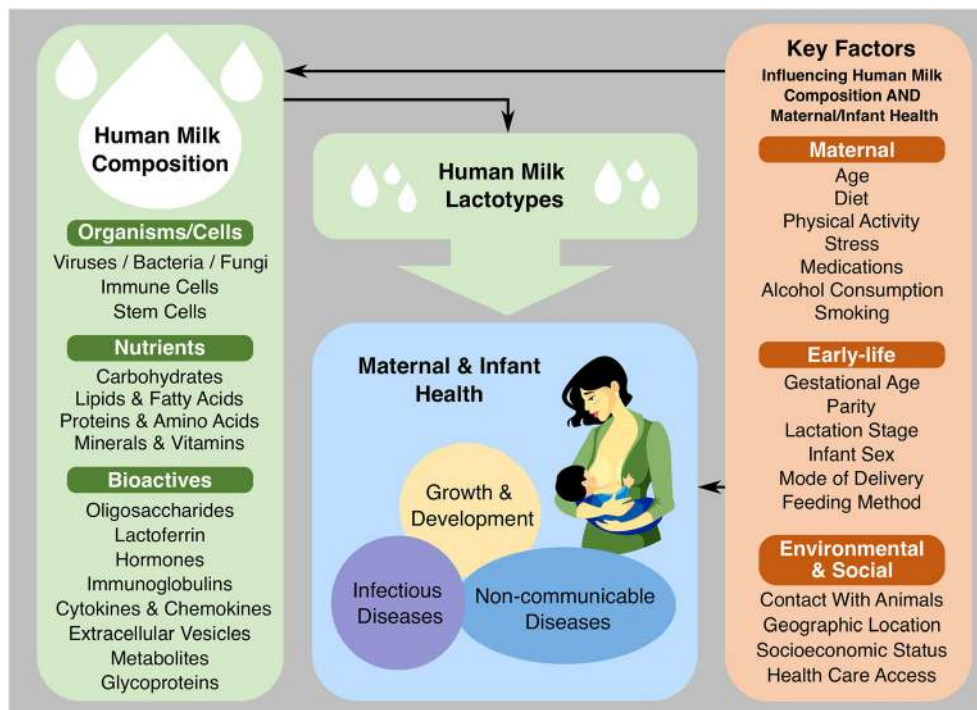 Human Milk
Composition
Organisms/Cells
Viruses / Bacteria / Fungi
Immune Cells
Stem Cells
Nutrients
Carbohydrates
Lipids & Fatty Acids
Proteins & Amino Acids
Minerals & Vitamins
Bioactives
Oligosaccharides
Lactoferrin
Hormones
Immunoglobulins
Cytokines & Chemokines
Extracellular Vesicles
Metabolites
Glycoproteins
Human Milk
Lactotypes
Maternal & Infant
Health
Growth &
Development
Infectious
Diseases
Non-communicable
Diseases
Key Factors
Influencing Human Milk
Composition AND
Maternal/Infant Health
Maternal
Age
Diet
Physical Activity
Stress
Medications
Alcohol Consumption
Smoking
Early-life
Gestational Age
Parity
Lactation Stage
Infant Sex
Mode of Delivery
Feeding Method
Environmental
& Social
Contact With Animals
Geographic Location
Socioeconomic Status
Health Care Access